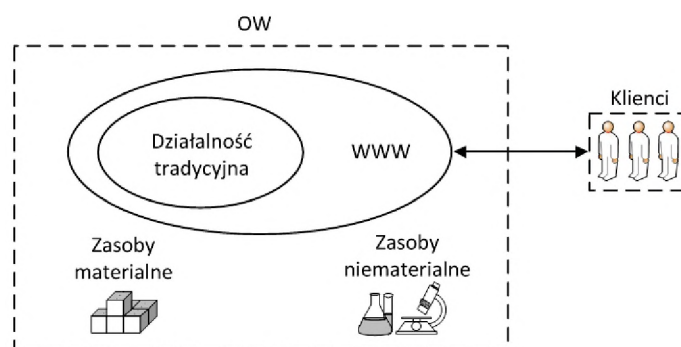 OW
Klienci
Działalność
tradycyjna
WWW
Zasoby
materialne
Zasoby
niematerialne